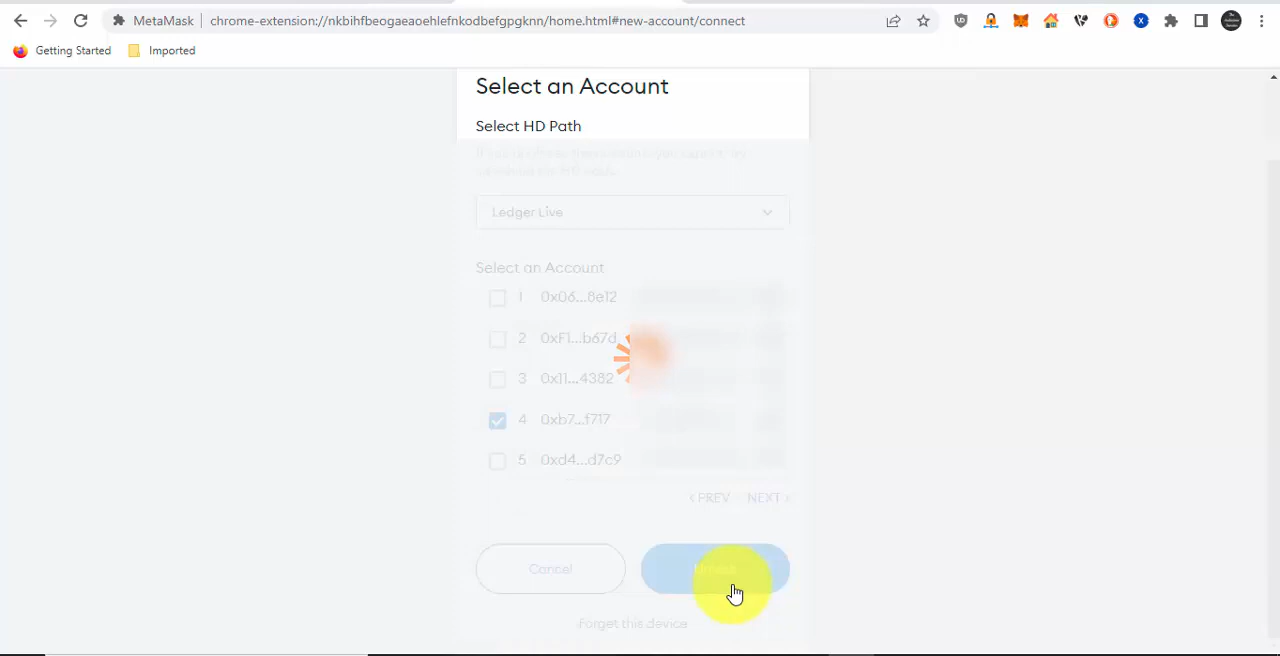 MetaMask chrome-extension://nkbihfbeogaeaoehlefnkodbefgpgknn/home.html#new-account/connect
Getting Started Imported
Select an Account
Select HD Path
Ledger Live
Select an Account
1 0x06...8e12
2 0xF1...b67d
3 0x11...4382
4 0xb7...f717
5 0xd4...d7c9
< PREV NEXT >
Cancel
Forget this device